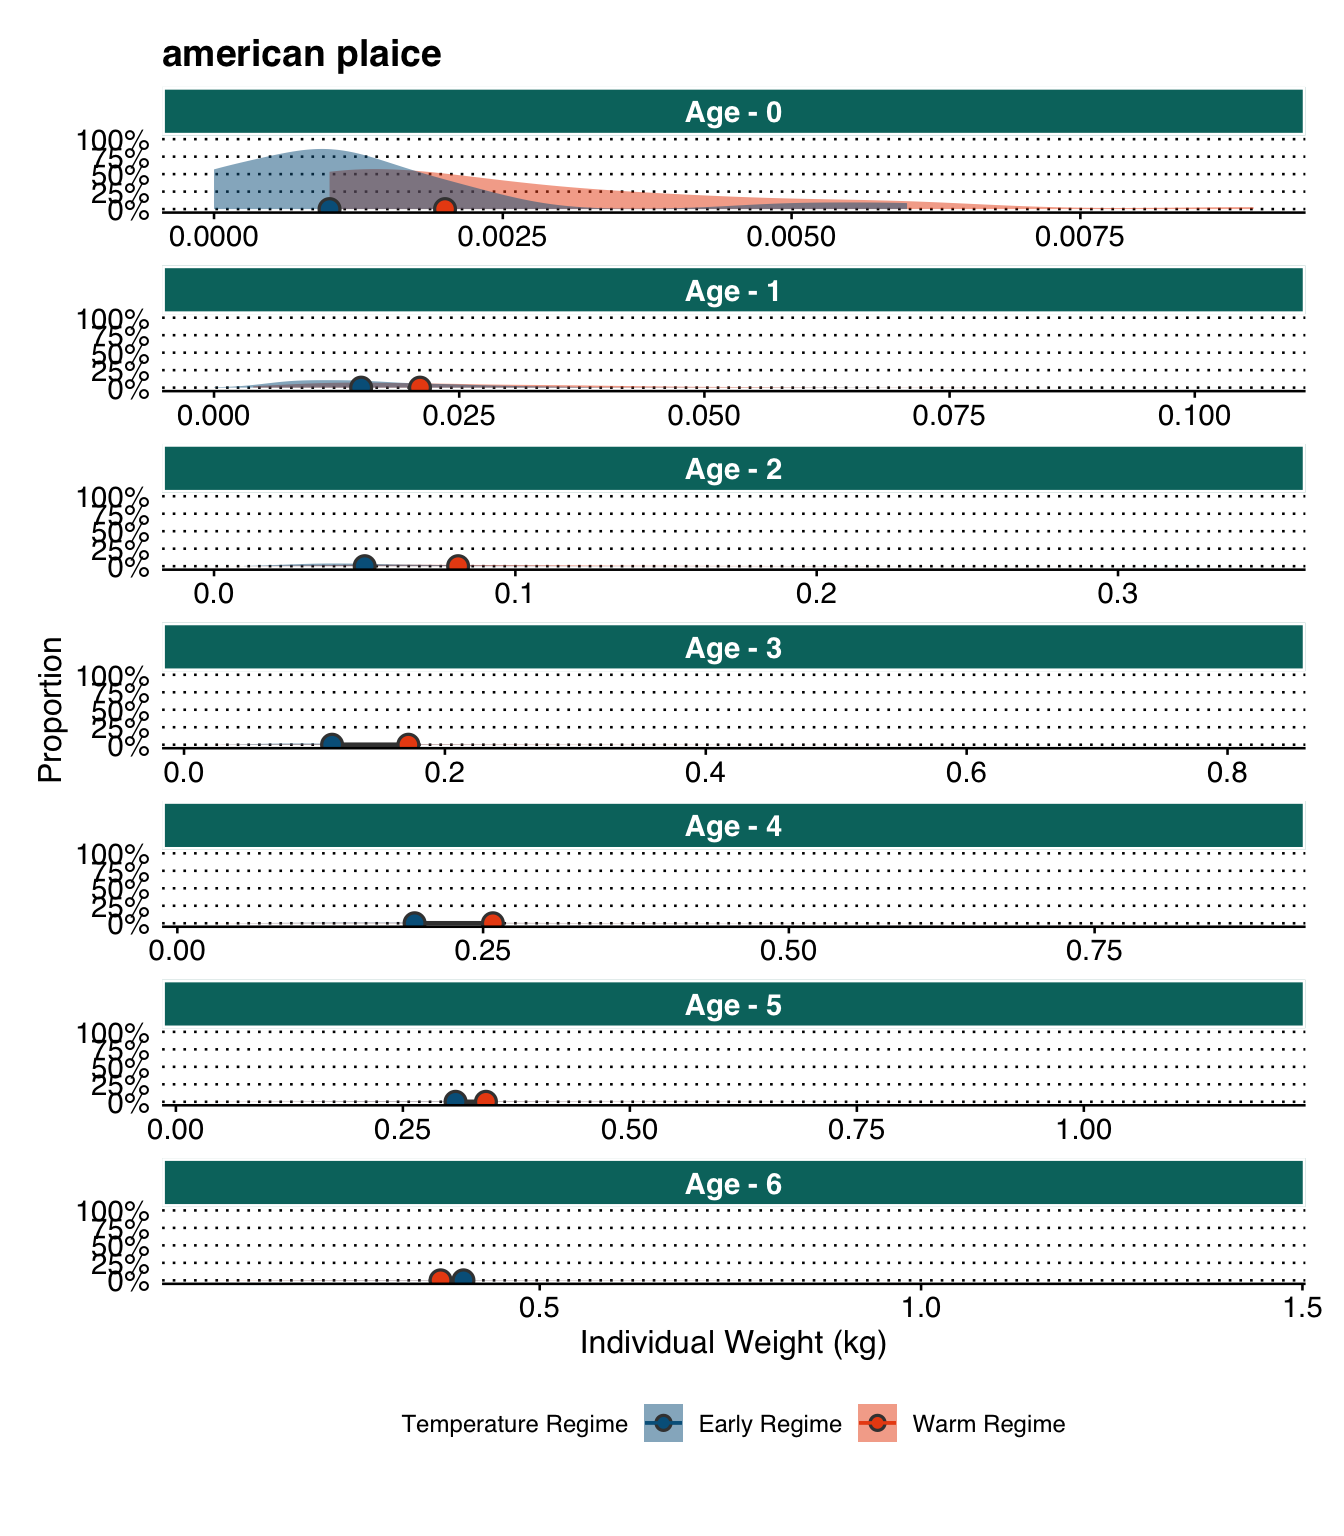 american plaice
Age - 0
100%
75%
50%
25%
0%
0.0000 0.0025 0.0050 0.0075
Age - 1
100%
75%
50%
25%
0%
0.000 0.025 0.050 0.075 0.100
Age - 2
100%
75%
50%
25%
0%
0.0 0.1 0.2 0.3
Age - 3
100%
75%
50%
25%
0%
0.0 0.2 0.4 0.6 0.8
Proportion
Age - 4
100%
75%
50%
25%
0%
0.00 0.25 0.50 0.75
Age - 5
100%
75%
50%
25%
0%
0.00 0.25 0.50 0.75 1.00
Age - 6
100%
75%
50%
25%
0%
0.5 1.0 1.5
Individual Weight (kg)
Temperature Regime Early Regime Warm Regime